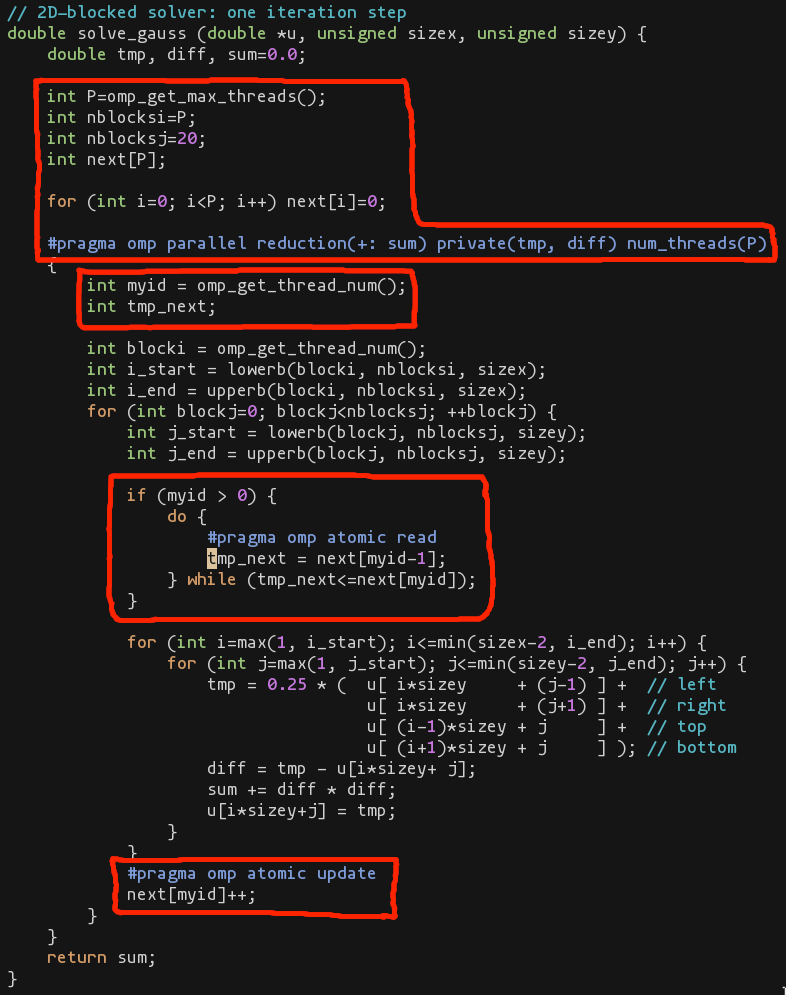 // 2D-blocked solver: one iteration step
double solve_gauss (double *u, unsigned sizex, unsigned sizey) {
    double tmp, diff, sum=0.0;

    int P=omp_get_max_threads();
    int nblocksi=P;
    int nblocksj=20;
    int next[P];

    for (int i=0; i<P; i++) next[i]=0;

    #pragma omp parallel reduction(+: sum) private(tmp, diff) num_threads(P)
    {
        int myid = omp_get_thread_num();
        int tmp_next;

        int blocki = omp_get_thread_num();
        int i_start = lowerb(blocki, nblocksi, sizex);
        int i_end = upperb(blocki, nblocksi, sizex);
        for (int blockj=0; blockj<nblocksj; ++blockj) {
            int j_start = lowerb(blockj, nblocksj, sizey);
            int j_end = upperb(blockj, nblocksj, sizey);

            if (myid > 0) {
                do {
                    #pragma omp atomic read
                    tmp_next = next[myid-1];
                } while (tmp_next<=next[myid]);
            }

            for (int i=max(1, i_start); i<=min(sizex-2, i_end); i++) {
                for (int j=max(1, j_start); j<=min(sizey-2, j_end); j++) {
                    tmp = 0.25 * (  u[ i*sizey     + (j-1) ] +  // left
                                    u[ i*sizey     + (j+1) ] +  // right
                                    u[ (i-1)*sizey + j     ] +  // top
                                    u[ (i+1)*sizey + j     ] ); // bottom
                    diff = tmp - u[i*sizey+ j];
                    sum += diff * diff;
                    u[i*sizey+j] = tmp;
                }
            }
            #pragma omp atomic update
            next[myid]++;
        }
    }
    return sum;
}